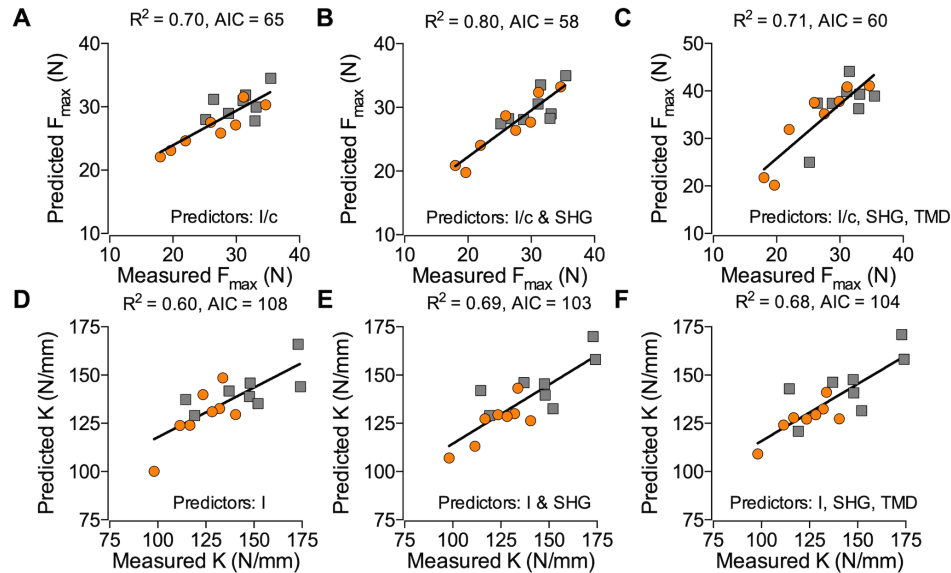 A
R² = 0.70, AIC = 65
Predicted Fmax (N)
40
30
20
10
Predictors: I/c
10 20 30 40
Measured Fmax (N)
B
R² = 0.80, AIC = 58
Predicted Fmax (N)
40
30
20
10
Predictors: I/c & SHG
10 20 30 40
Measured Fmax (N)
C
R² = 0.71, AIC = 60
Predicted Fmax (N)
50
40
30
20
10
Predictors: I/c, SHG, TMD
10 20 30 40
Measured Fmax (N)
D
R² = 0.60, AIC = 108
Predicted K (N/mm)
175
150
125
100
75
Predictors: I
75 100 125 150 175
Measured K (N/mm)
E
R² = 0.69, AIC = 103
Predicted K (N/mm)
175
150
125
100
75
Predictors: I & SHG
75 100 125 150 175
Measured K (N/mm)
F
R² = 0.68, AIC = 104
Predicted K (N/mm)
175
150
125
100
75
Predictors: I, SHG, TMD
75 100 125 150 175
Measured K (N/mm)